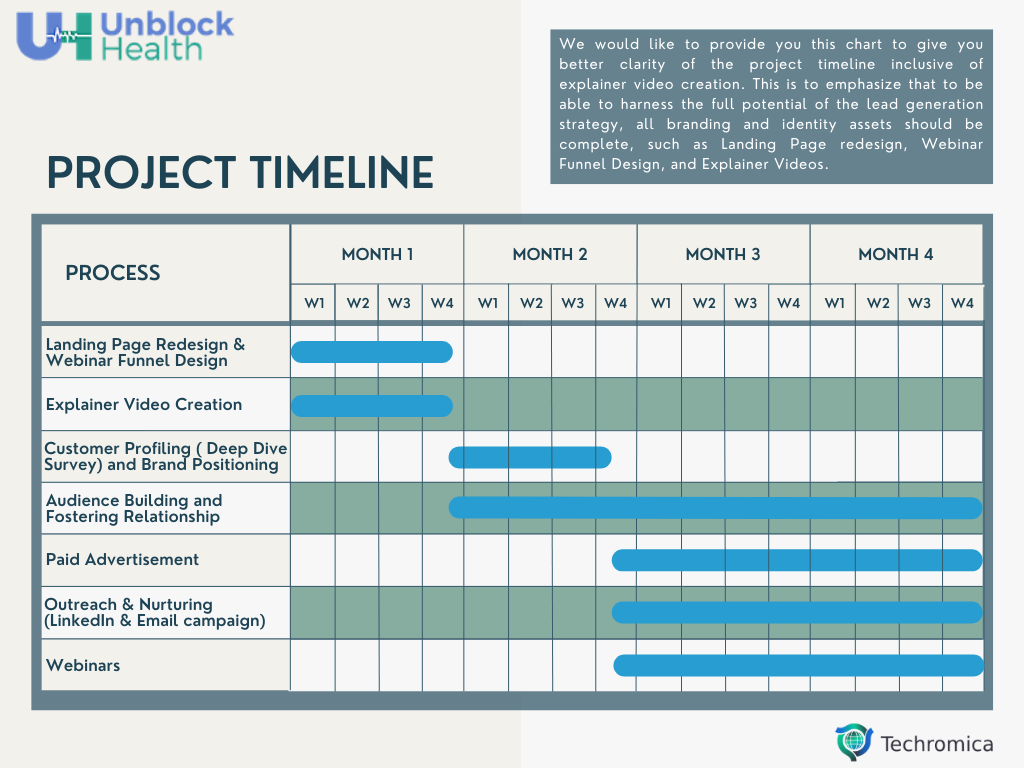 Unblock
Health
We would like to provide you this chart to give you
better clarity of the project timeline inclusive of
explainer video creation. This is to emphasize that to be
able to harness the full potential of the lead generation
strategy, all branding and identity assets should be
complete, such as Landing Page redesign, Webinar
Funnel Design, and Explainer Videos.
PROJECT TIMELINE
PROCESS
MONTH 1 MONTH 2 MONTH 3 MONTH 4
W1 W2 W3 W4 W1 W2 W3 W4 W1 W2 W3 W4 W1 W2 W3 W4
Landing Page Redesign &
Webinar Funnel Design
Explainer Video Creation
Customer Profiling ( Deep Dive
Survey) and Brand Positioning
Audience Building and
Fostering Relationship
Paid Advertisement
Outreach & Nurturing
(LinkedIn & Email campaign)
Webinars
Techromica